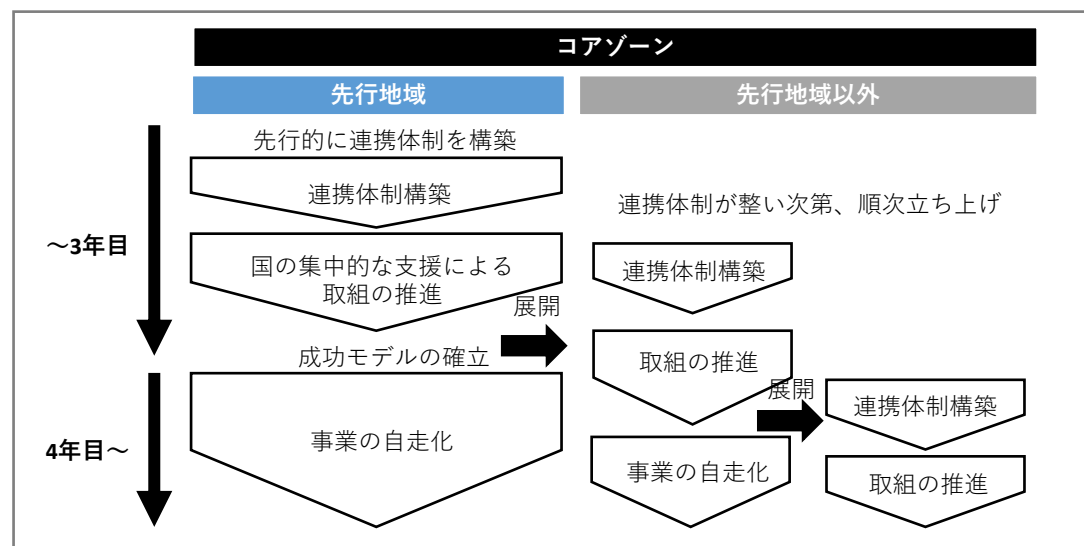 コアゾーン
先行地域
先行地域以外
～3年目
4年目～
先行的に連携体制を構築
連携体制構築
国の集中的な支援による
取組の推進
成功モデルの確立
事業の自走化
展開
連携体制が整い次第、順次立ち上げ
連携体制構築
取組の推進
事業の自走化
展開
連携体制構築
取組の推進